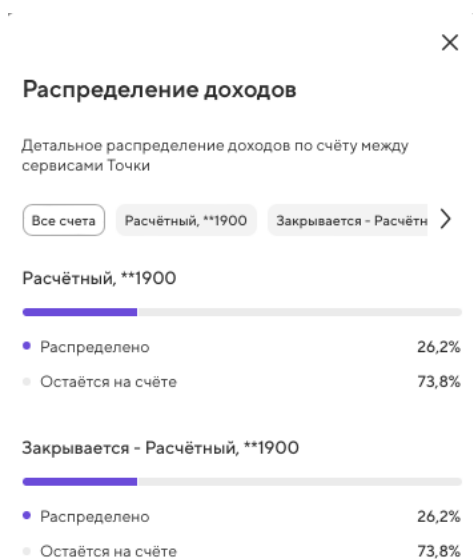 Распределение доходов
Детальное распределение доходов по счёту между
сервисами Точки
Все счета Расчётный, **1900 Закрывается - Расчётн
Расчётный, **1900
Распределено 26,2%
Остаётся на счёте 73,8%
Закрывается - Расчётный, **1900
Распределено 26,2%
Остаётся на счёте 73,8%